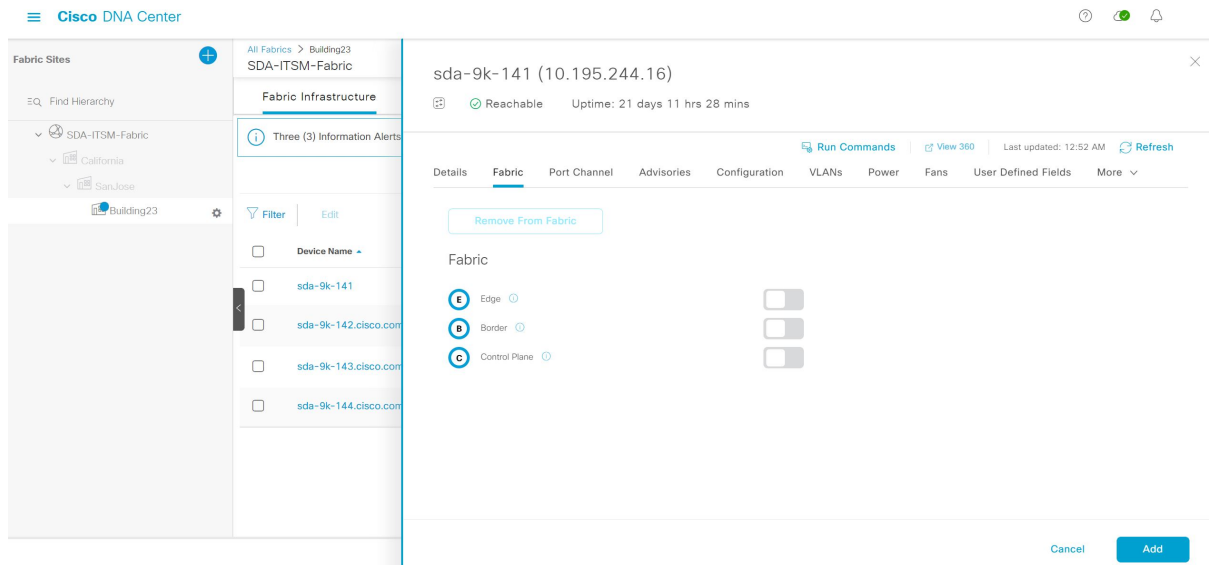 Cisco DNA Center
Fabric Sites
Find Hierarchy
SDA-ITSM-Fabric
California
SanJose
Building23
All Fabrics > Building23
SDA-ITSM-Fabric
Fabric Infrastructure
Three (3) Information Alerts
Filter Edit
Device Name
sda-9k-141
sda-9k-142.cisco.com
sda-9k-143.cisco.com
sda-9k-144.cisco.com
sda-9k-141 (10.195.244.16)
Reachable Uptime: 21 days 11 hrs 28 mins
Run Commands View 360 Last updated: 12:52 AM Refresh
Details Fabric Port Channel Advisories Configuration VLANs Power Fans User Defined Fields More
Remove From Fabric
Fabric
E Edge
B Border
C Control Plane
Cancel Add